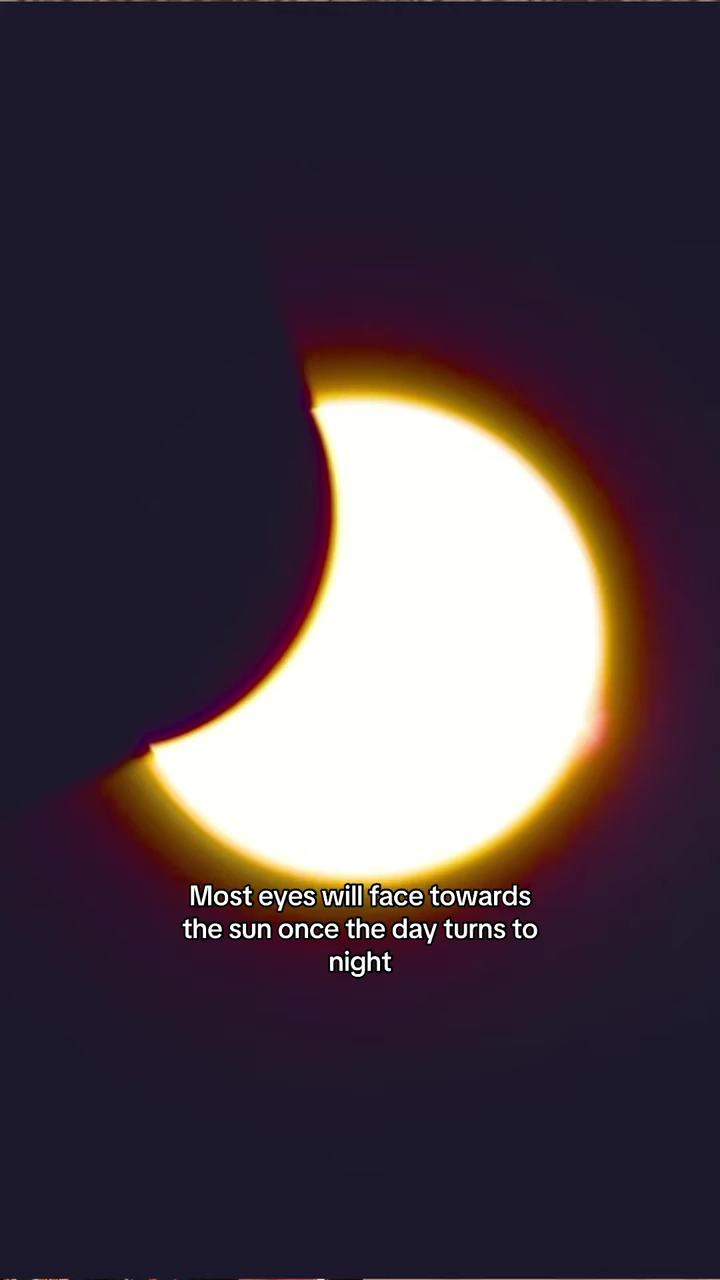 Most eyes will face towards
the sun once the day turns to
night